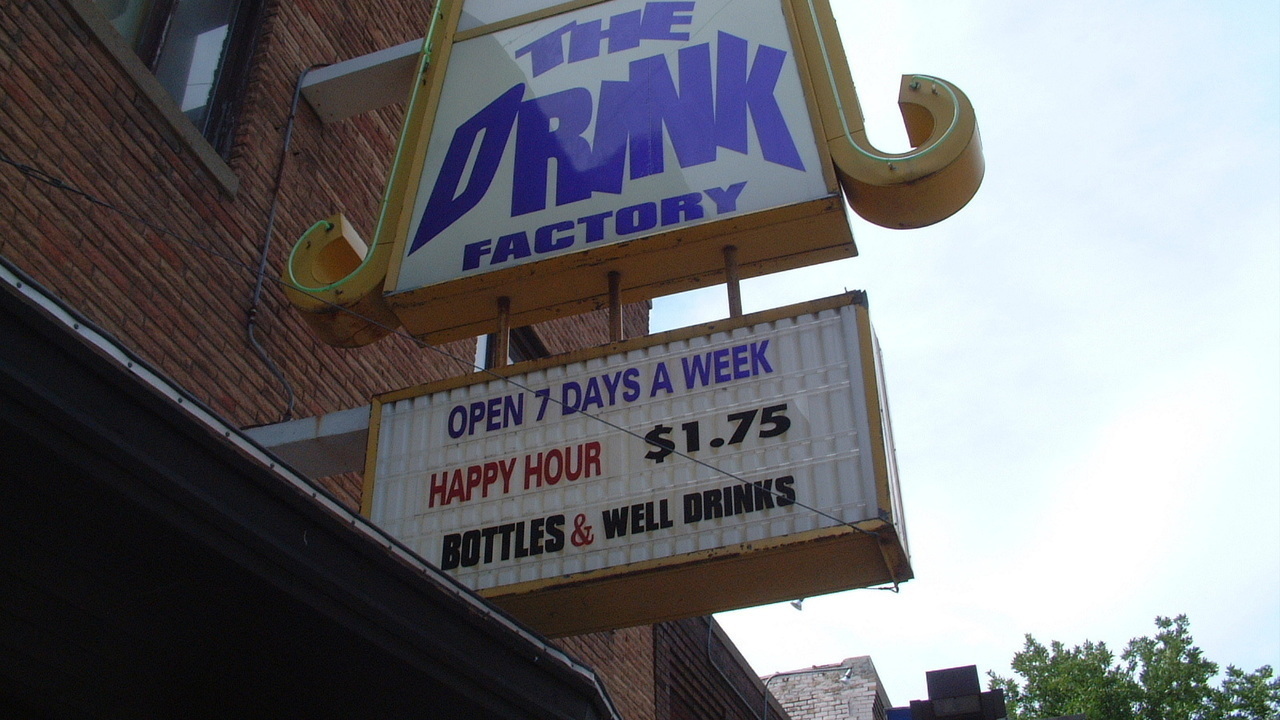 THE
DRINK
FACTORY
OPEN 7 DAYS A WEEK
HAPPY HOUR $1.75
BOTTLES & WELL DRINKS